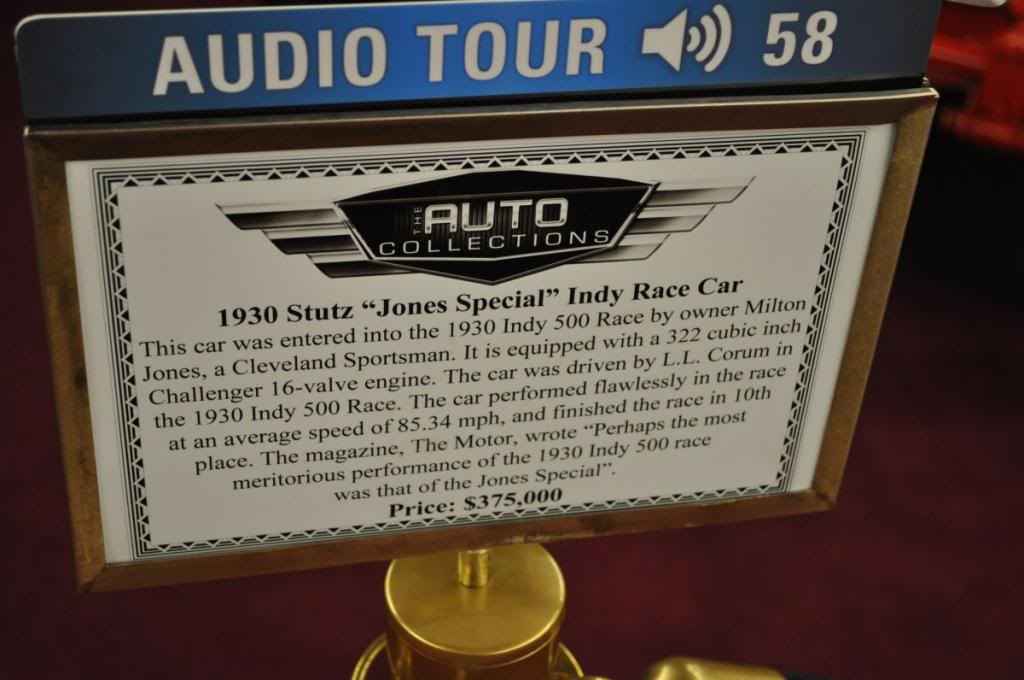 AUDIO TOUR 58
THE AUTO
COLLECTIONS
1930 Stutz “Jones Special” Indy Race Car
This car was entered into the 1930 Indy 500 Race by owner Milton
Jones, a Cleveland Sportsman. It is equipped with a 322 cubic inch
Challenger 16-valve engine. The car was driven by L.L. Corum in
the 1930 Indy 500 Race. The car performed flawlessly in the race
at an average speed of 85.34 mph, and finished the race in 10th
place. The magazine, The Motor, wrote “Perhaps the most
meritorious performance of the 1930 Indy 500 race
was that of the Jones Special”.
Price: $375,000